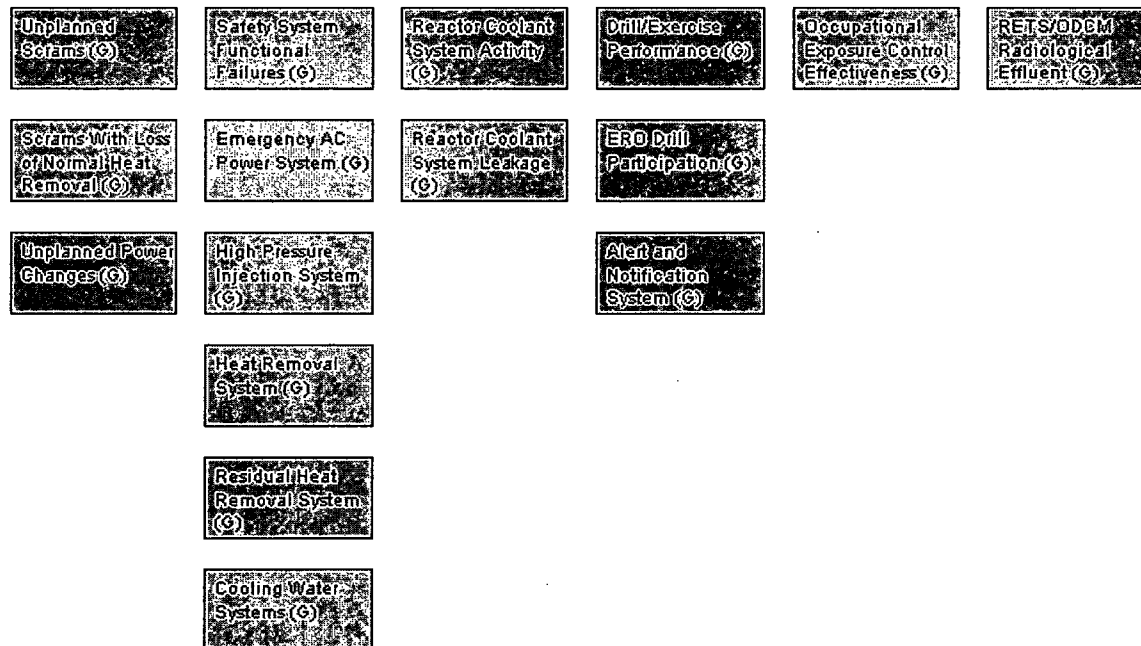 Unplanned
Scrams (G)
Safety System
Functional
Failures (G)
Reactor Coolant
System Activity
(G)
Drill/Exercise
Performance (G)
Occupational
Exposure Control
Effectiveness (G)
RETS/ODCM
Radiological
Effluent (G)
Scrams With Loss
of Normal Heat
Removal (G)
Emergency AC
Power System (G)
Reactor Coolant
System Leakage
(G)
ERO Drill
Participation (G)
Unplanned Power
Changes (G)
High Pressure
Injection System
(G)
Alert and
Notification
System (G)
Heat Removal
System (G)
Residual Heat
Removal System
(G)
Cooling Water
Systems (G)